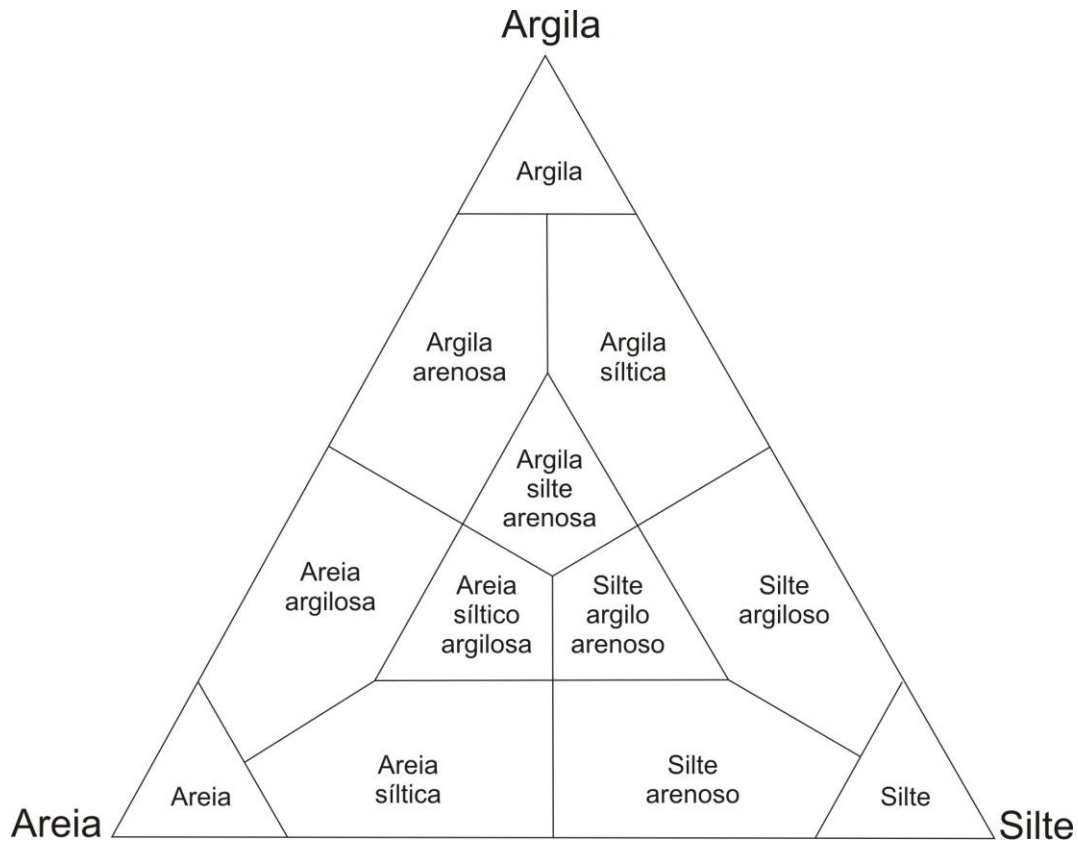 Argila
Argila
Argila
arenosa
Argila
síltica
Argila
silte
arenosa
Areia
argilosa
Areia
síltico
argilosa
Silte
argilo
arenoso
Silte
argiloso
Areia
Areia
síltica
Silte
arenoso
Silte
Areia
Silte